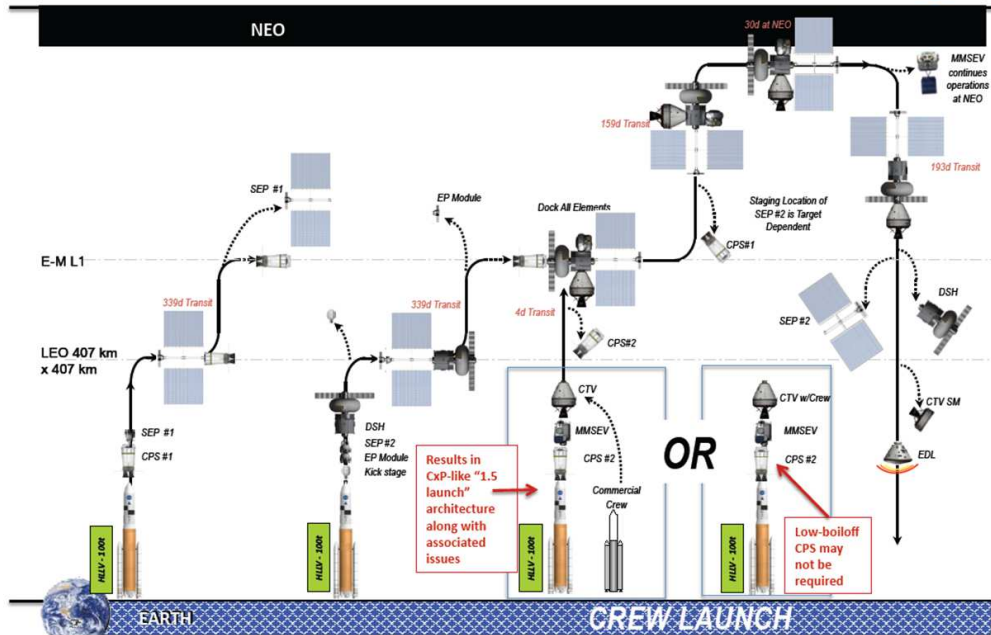 NEO
30d at NEO
MMSEV
continues
operations
at NEO
159d Transit
193d Transit
SEP #1
EP Module
Dock All Elements
Staging Location of
SEP #2 is Target
Dependent
CPS#1
E-M L1
339d Transit
339d Transit
4d Transit
SEP #2
DSH
CPS#2
LEO 407 km
x 407 km
CTV
CTV w/Crew
CTV SM
SEP #1
CPS #1
DSH
SEP #2
EP Module
Kick stage
MMSEV
CPS #2
OR
MMSEV
CPS #2
EDL
Results in
CxP-like “1.5
launch”
architecture
along with
associated
issues
Commercial
Crew
Low-boiloff
CPS may
not be
required
HLLV - 100t
HLLV - 100t
HLLV - 100t
HLLV - 100t
EARTH
CREW LAUNCH